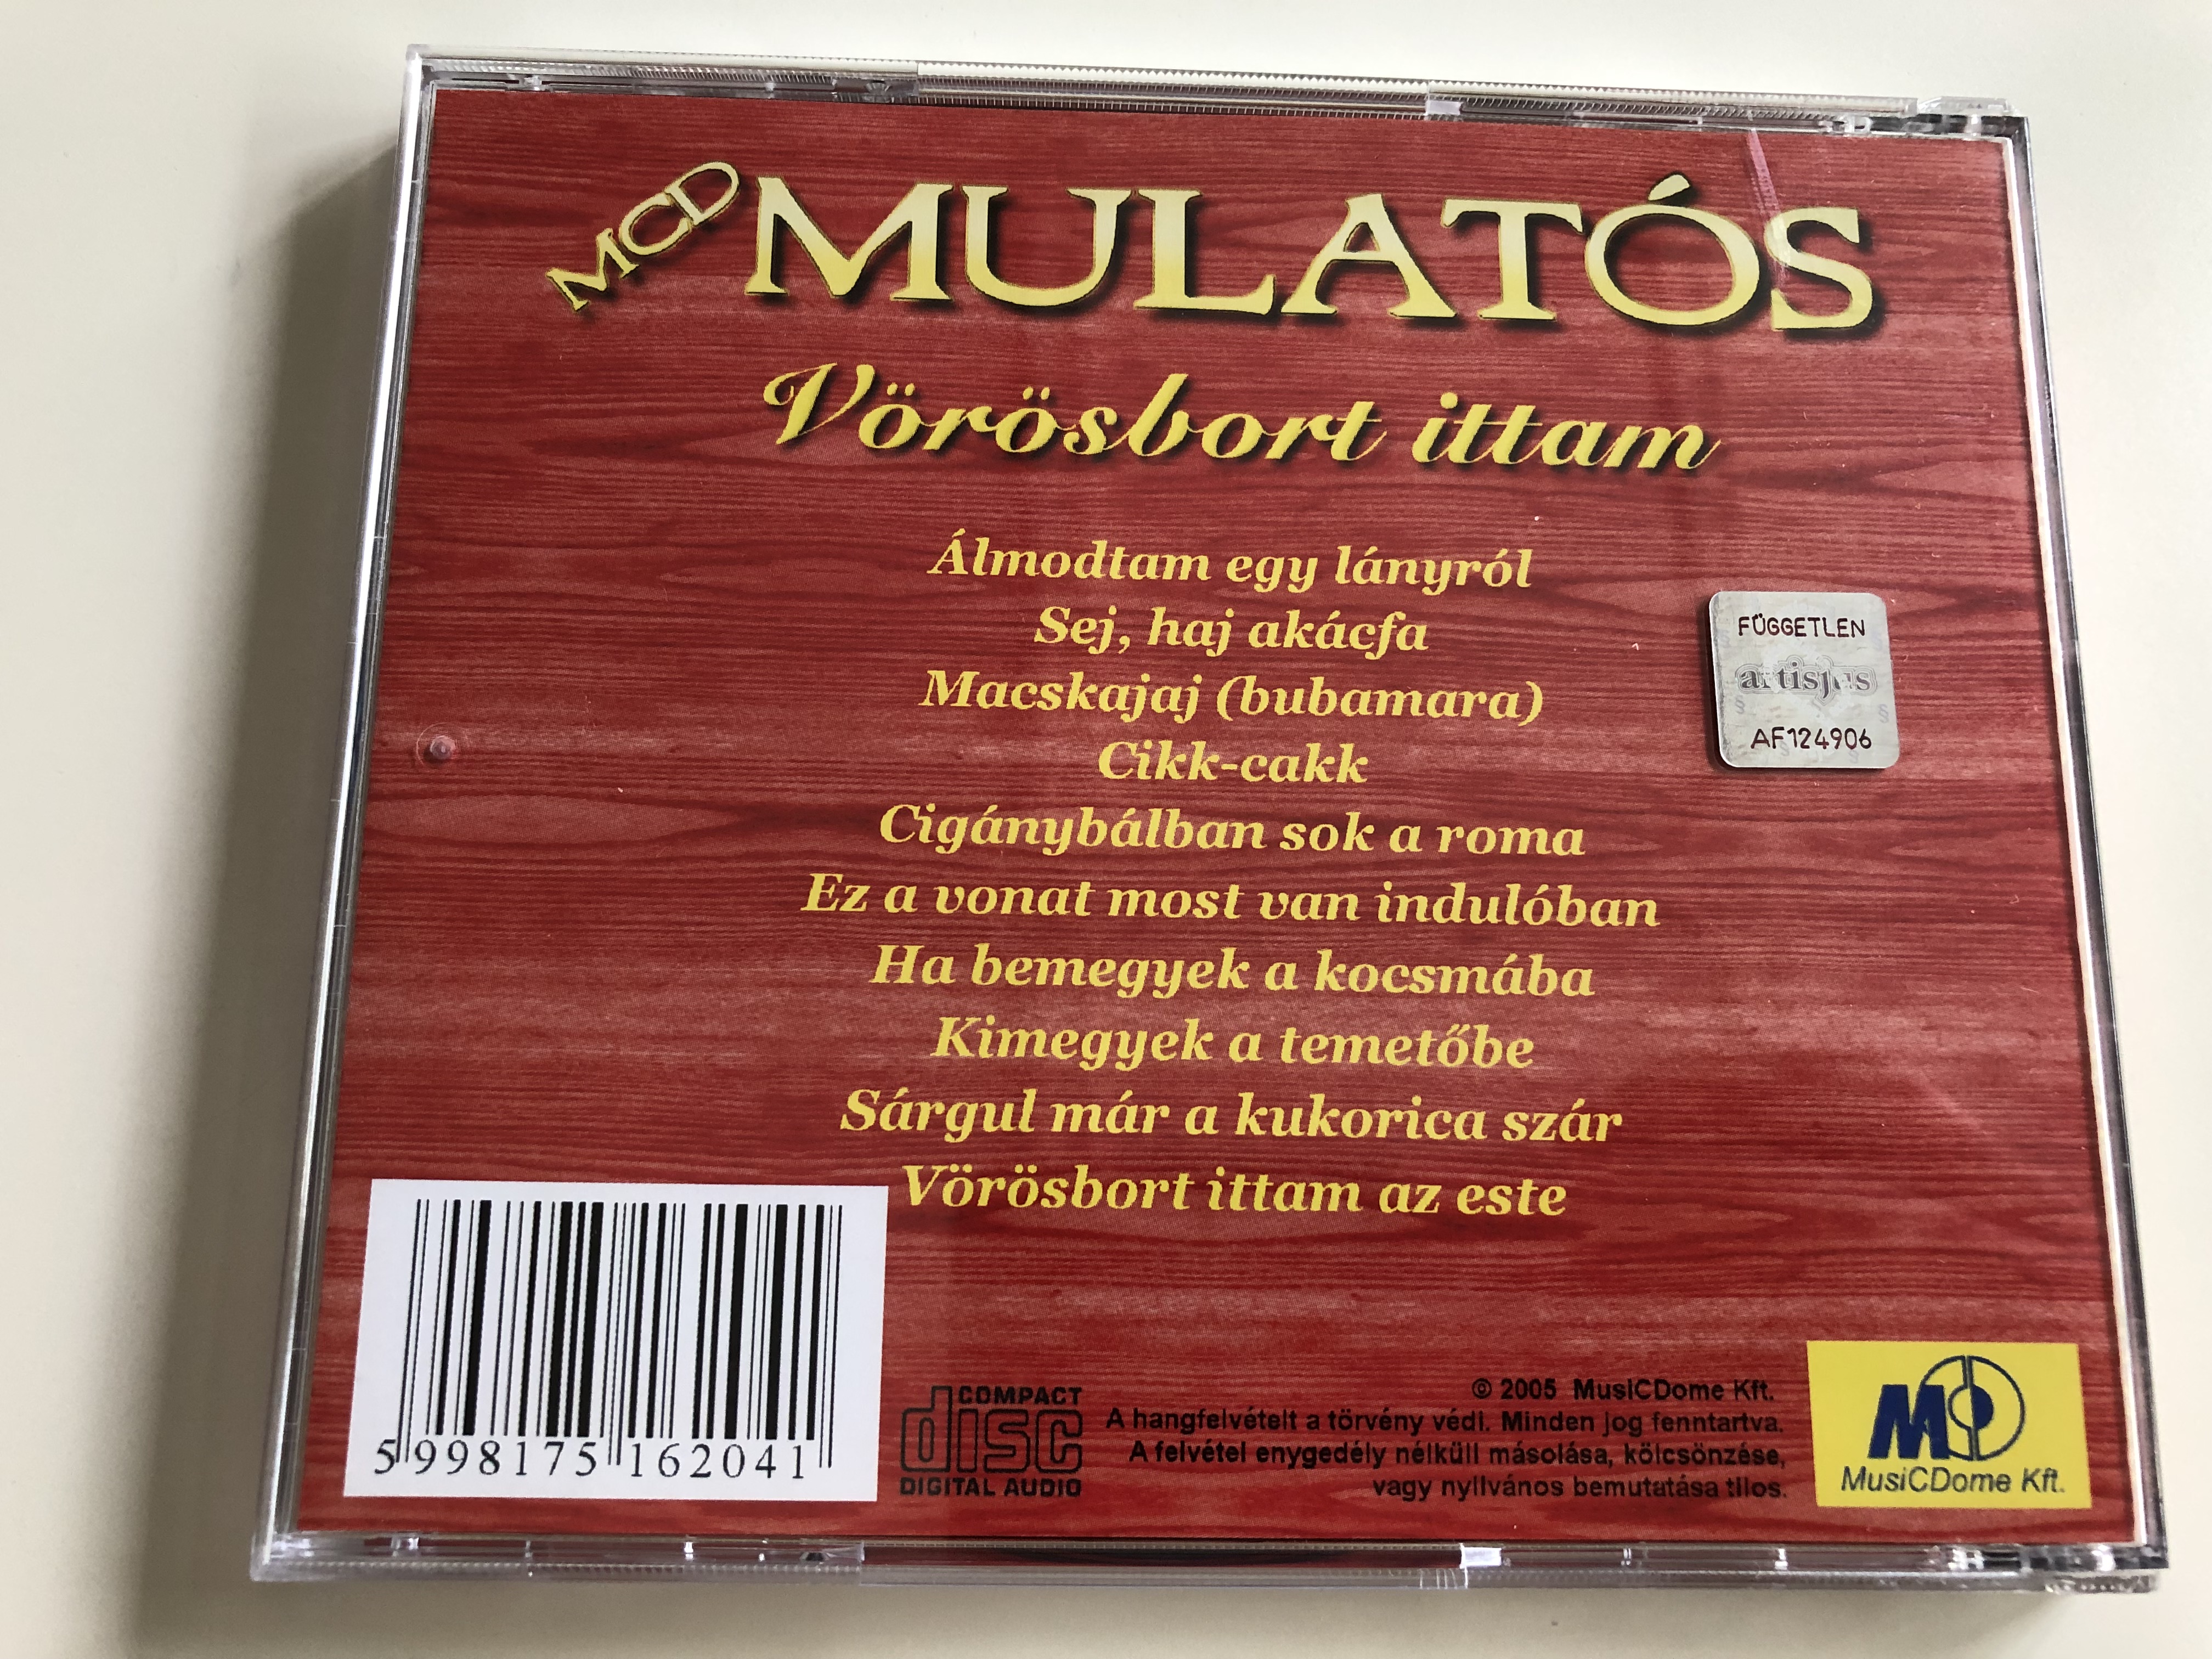 MCD MULATÓS
Vörösbort ittam
Álmodtam egy lányról
Sej, haj akácfa
Macskajaj (bubamara)
Cikk-cakk
Cigánybálban sok a roma
Ez a vonat most van indulóban
Ha bemegyek a kocsmába
Kimegyek a temetőbe
Sárgul már a kukorica szár
Vörösbort ittam az este
FÜGGETLEN
artisjus
AF124906
5 998175 162041
COMPACT
disc
DIGITAL AUDIO
© 2005 MusiCDome Kft.
A hangfelvételt a törvény védi. Minden jog fenntartva.
A felvétel enygedély nélküll másolása, kölcsönzése,
vagy nyilvános bemutatása tilos.
MusiCDome Kft.